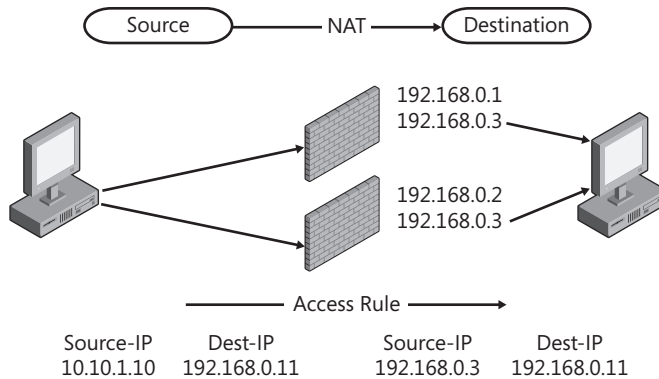 Source NAT Destination
192.168.0.1
192.168.0.3
192.168.0.2
192.168.0.3
Access Rule
Source-IP Dest-IP Source-IP Dest-IP
10.10.1.10 192.168.0.11 192.168.0.3 192.168.0.11